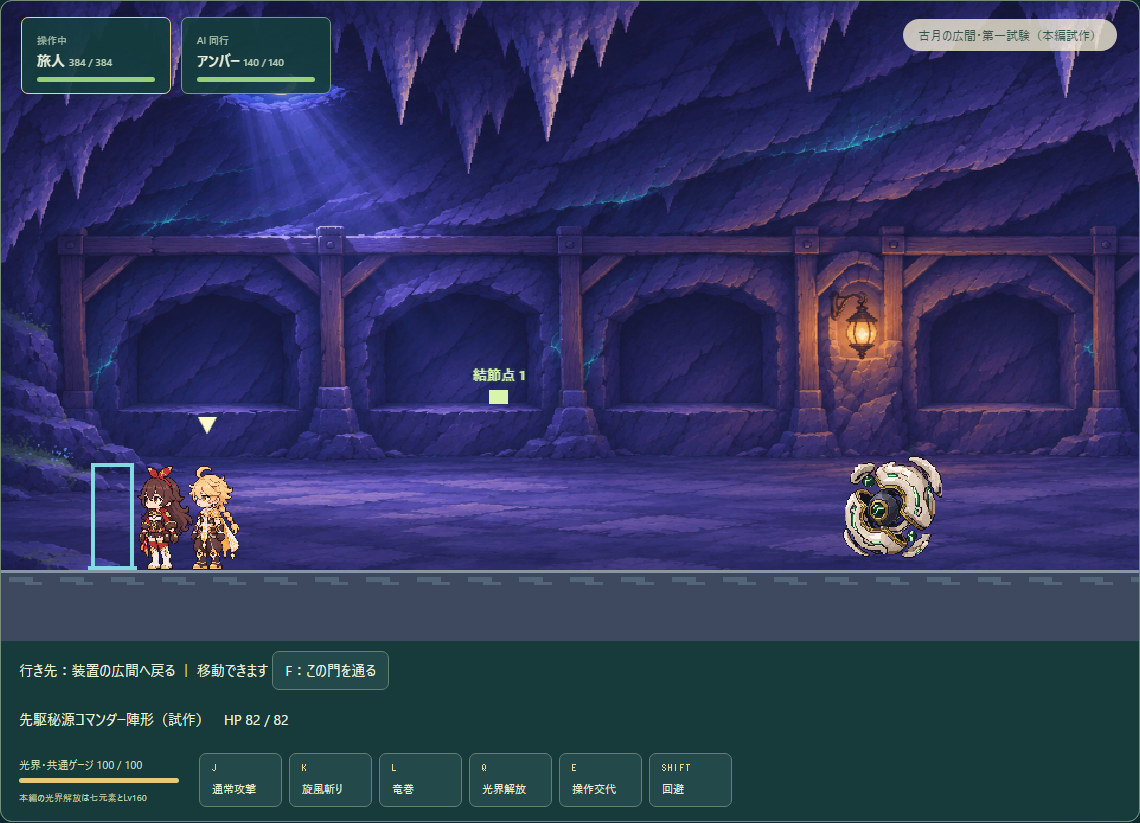 操作中
旅人 384 / 384
AI 同行
アンバー 140 / 140
古月の広間・第一試験（本編試作）
結節点 1
行き先：装置の広間へ戻る | 移動できます
F：この門を通る
先駆秘源コマンダー陣形（試作） HP 82 / 82
光界・共通ゲージ 100 / 100
本編の光界解放は七元素とLv160
J
通常攻撃
K
旋風斬り
L
竜巻
Q
光界解放
E
操作交代
SHIFT
回避